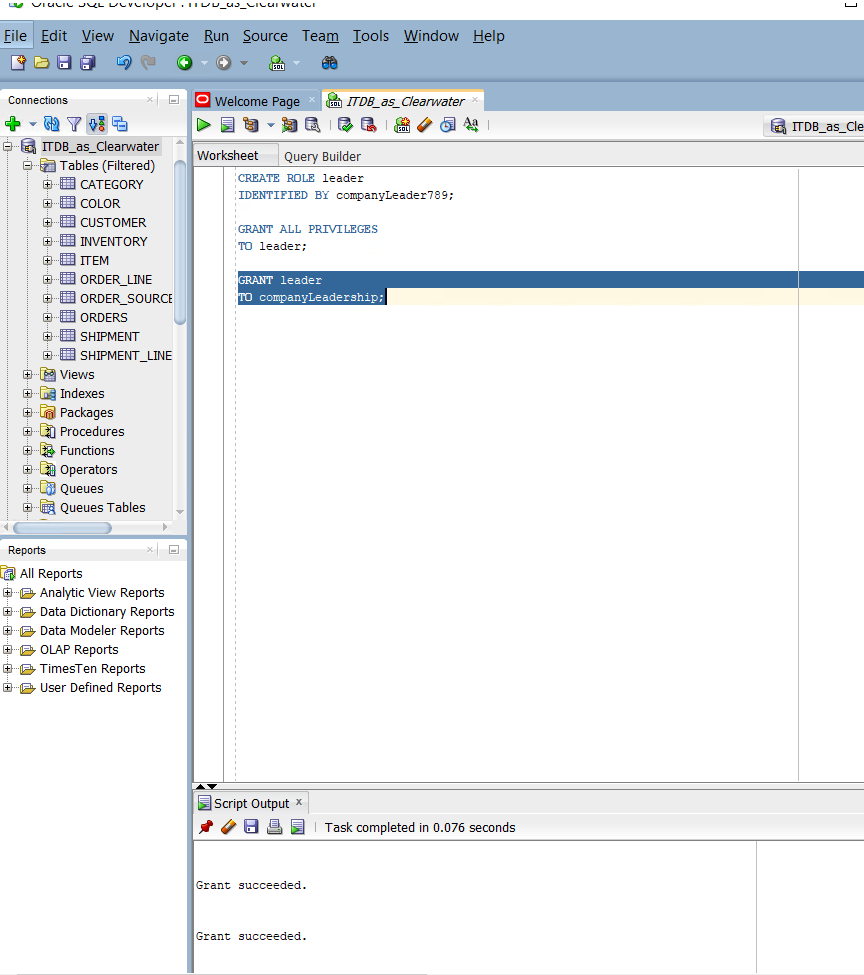 Oracle SQL Developer : ITDB_as_Clearwater
File Edit View Navigate Run Source Team Tools Window Help
Connections
ITDB_as_Clearwater
Tables (Filtered)
CATEGORY
COLOR
CUSTOMER
INVENTORY
ITEM
ORDER_LINE
ORDER_SOURCE
ORDERS
SHIPMENT
SHIPMENT_LINE
Views
Indexes
Packages
Procedures
Functions
Operators
Queues
Queues Tables
Reports
All Reports
Analytic View Reports
Data Dictionary Reports
Data Modeler Reports
OLAP Reports
TimesTen Reports
User Defined Reports
Welcome Page
ITDB_as_Clearwater
SQL
Aa
ITDB_as_Cle
Worksheet Query Builder
CREATE ROLE leader
IDENTIFIED BY companyLeader789;
GRANT ALL PRIVILEGES
TO leader;
GRANT leader
TO companyLeadership;
Script Output
Task completed in 0.076 seconds
Grant succeeded.
Grant succeeded.